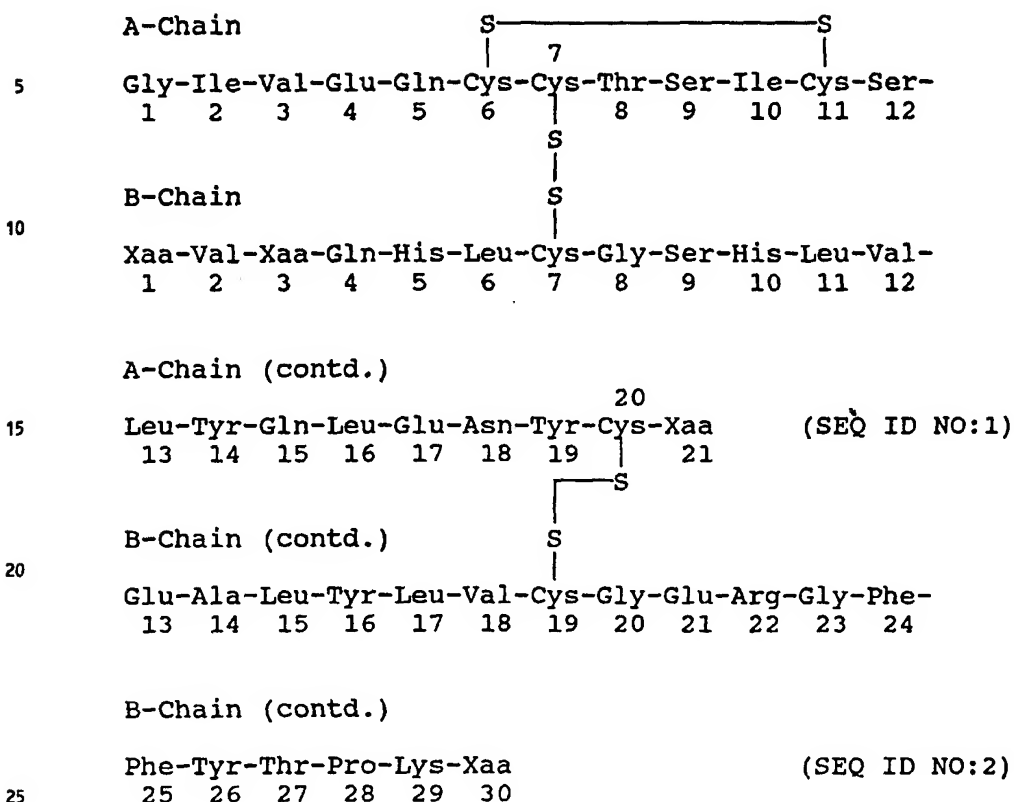 A-Chain S S
7
5 Gly-Ile-Val-Glu-Gln-Cys-Cys-Thr-Ser-Ile-Cys-Ser-
1 2 3 4 5 6 8 9 10 11 12
S
B-Chain S
10
Xaa-Val-Xaa-Gln-His-Leu-Cys-Gly-Ser-His-Leu-Val-
1 2 3 4 5 6 7 8 9 10 11 12
A-Chain (contd.)
20
15 Leu-Tyr-Gln-Leu-Glu-Asn-Tyr-Cys-Xaa (SEQ ID NO:1)
13 14 15 16 17 18 19 21
S
B-Chain (contd.) S
20
Glu-Ala-Leu-Tyr-Leu-Val-Cys-Gly-Glu-Arg-Gly-Phe-
13 14 15 16 17 18 19 20 21 22 23 24
B-Chain (contd.)
Phe-Tyr-Thr-Pro-Lys-Xaa (SEQ ID NO:2)
25 25 26 27 28 29 30